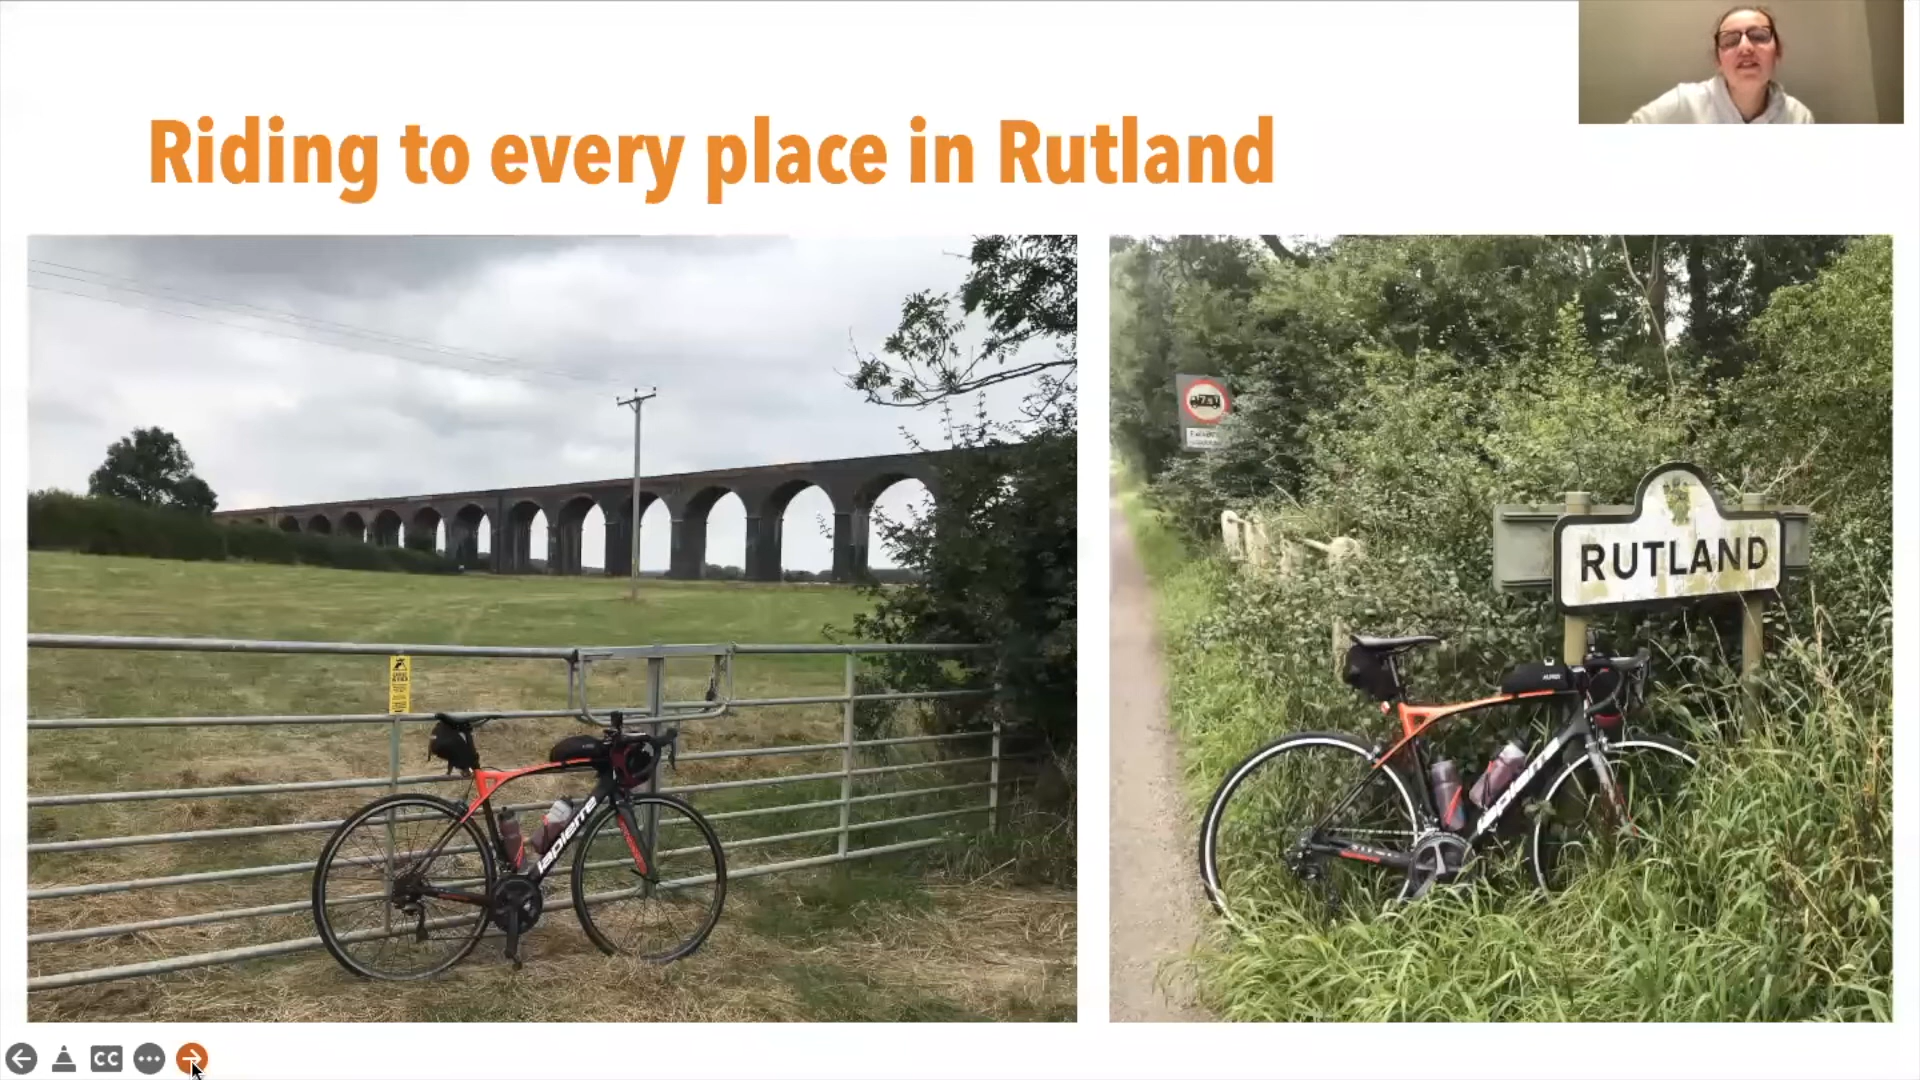 Riding to every place in Rutland
RUTLAND
lapierre
lapierre
CC